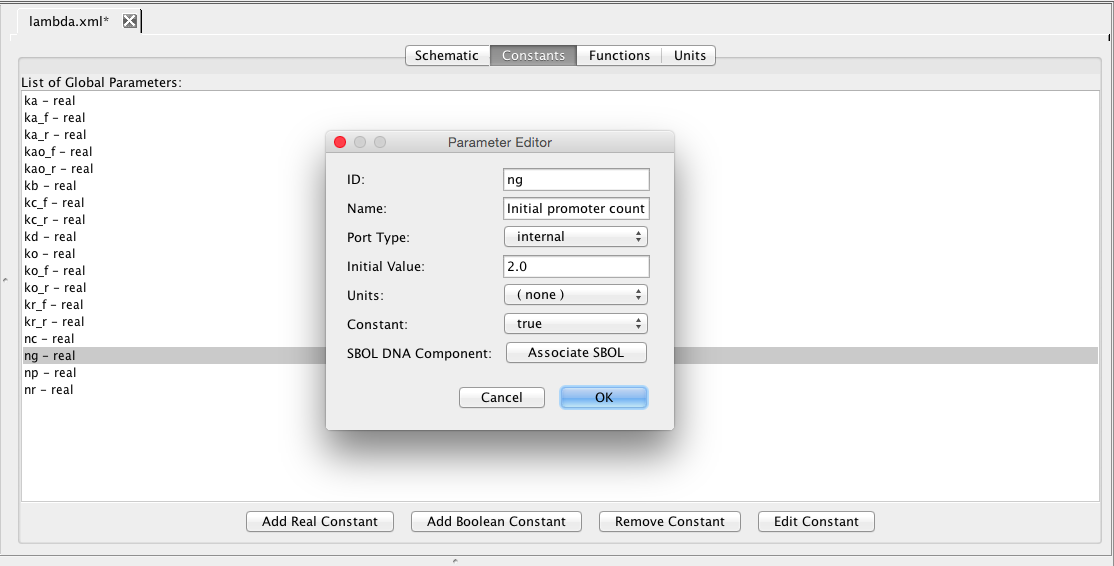 lambda.xml*
Schematic Constants Functions Units
List of Global Parameters:
ka – real
ka_f – real
ka_r – real
kao_f – real
kao_r – real
kb – real
kc_f – real
kc_r – real
kd – real
ko – real
ko_f – real
ko_r – real
kr_f – real
kr_r – real
nc – real
ng – real
np – real
nr – real
Parameter Editor
ID: ng
Name: Initial promoter count
Port Type: internal
Initial Value: 2.0
Units: ( none )
Constant: true
SBOL DNA Component: Associate SBOL
Cancel OK
Add Real Constant Add Boolean Constant Remove Constant Edit Constant